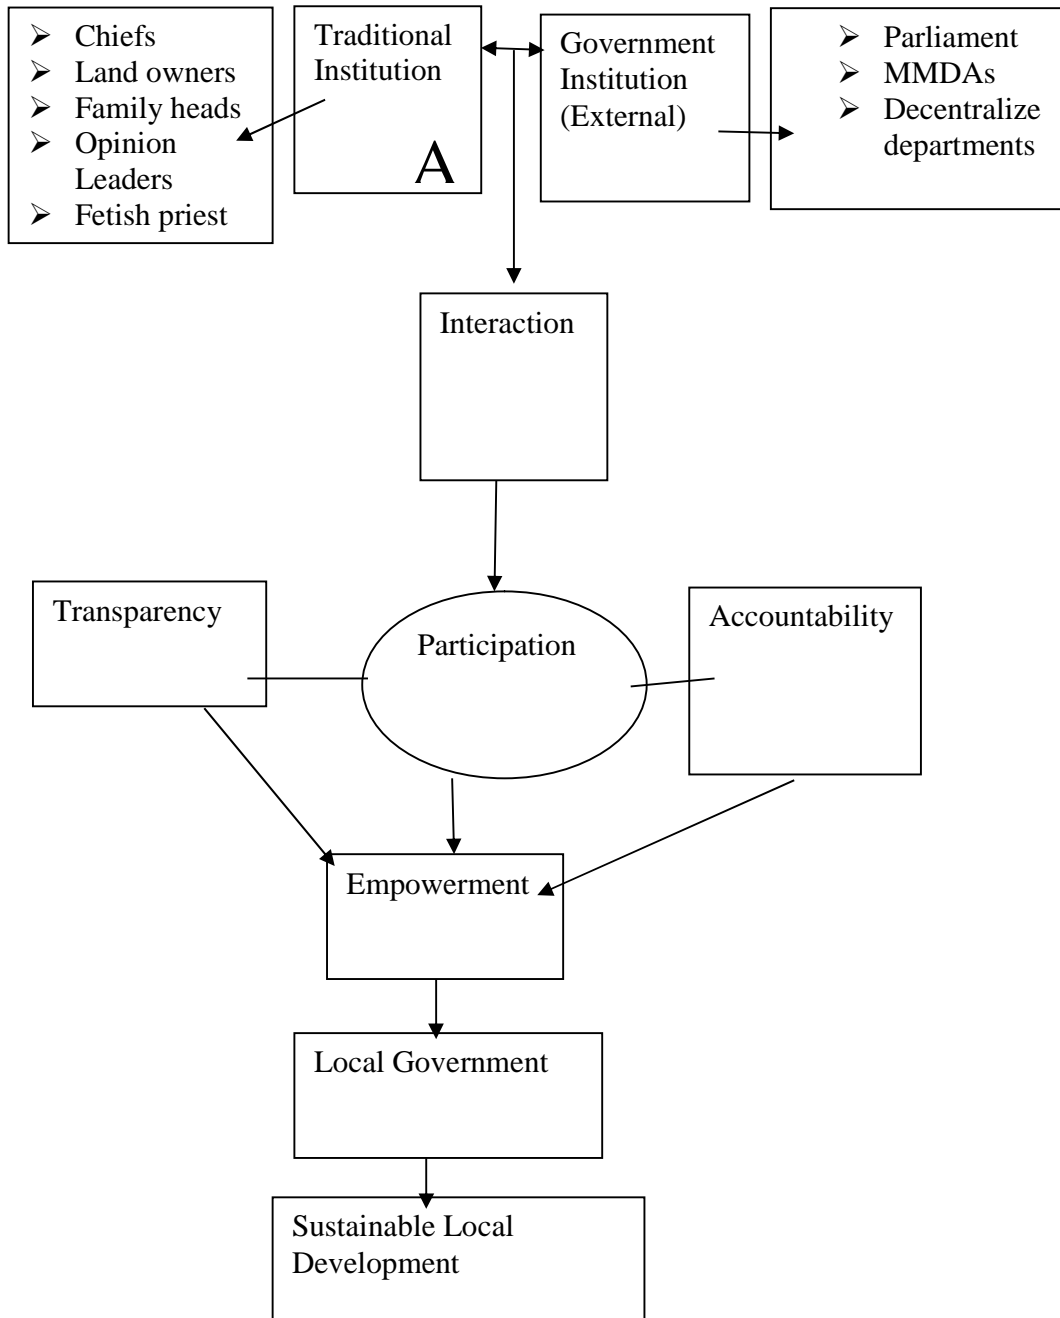 ➢ Chiefs
➢ Land owners
➢ Family heads
➢ Opinion
Leaders
➢ Fetish priest
Traditional
Institution
A
Government
Institution
(External)
➢ Parliament
➢ MMDAs
➢ Decentralize
departments
Interaction
Transparency
Participation
Accountability
Empowerment
Local Government
Sustainable Local
Development